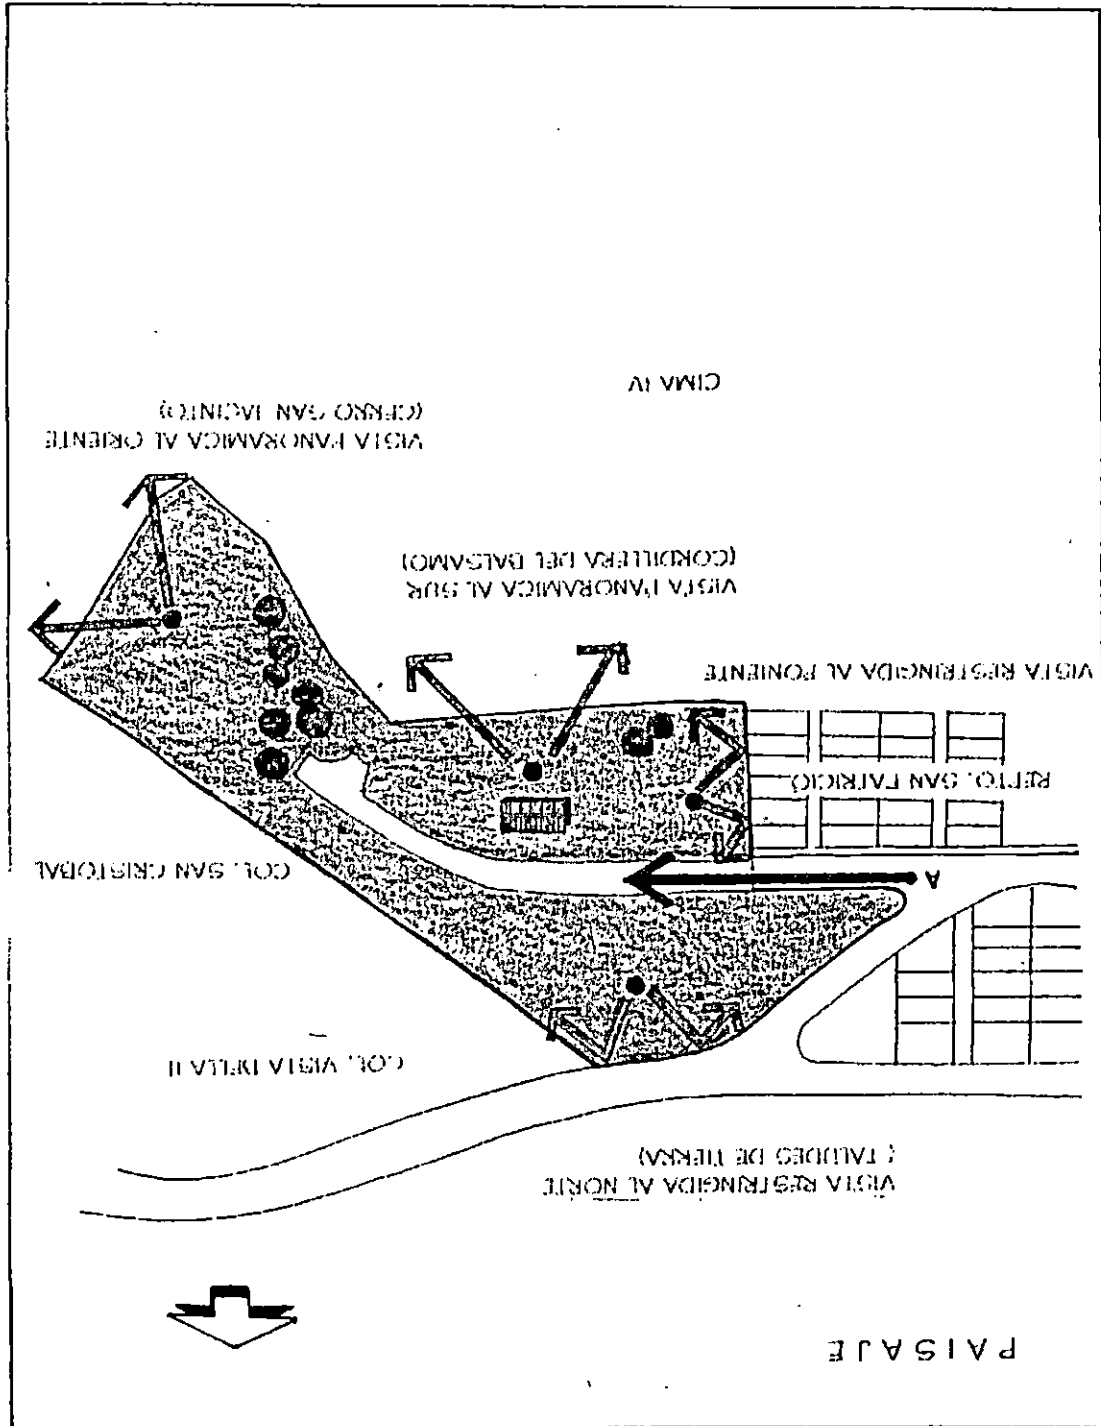 PAISAJE
VISTA RESTRINGIDA AL NORTE
( TALUDES DE TIERRA)
COL. VISTA BELLA II
A
COL. SAN CRISTOBAL
REPTO. SAN PATRICIO
VISTA RESTRINGIDA AL PONIENTE
VISTA PANORAMICA AL SUR
(CORDILLERA DEL BALSAMO)
VISTA PANORAMICA AL ORIENTE
(CERRO SAN JACINTO)
CIMA IV